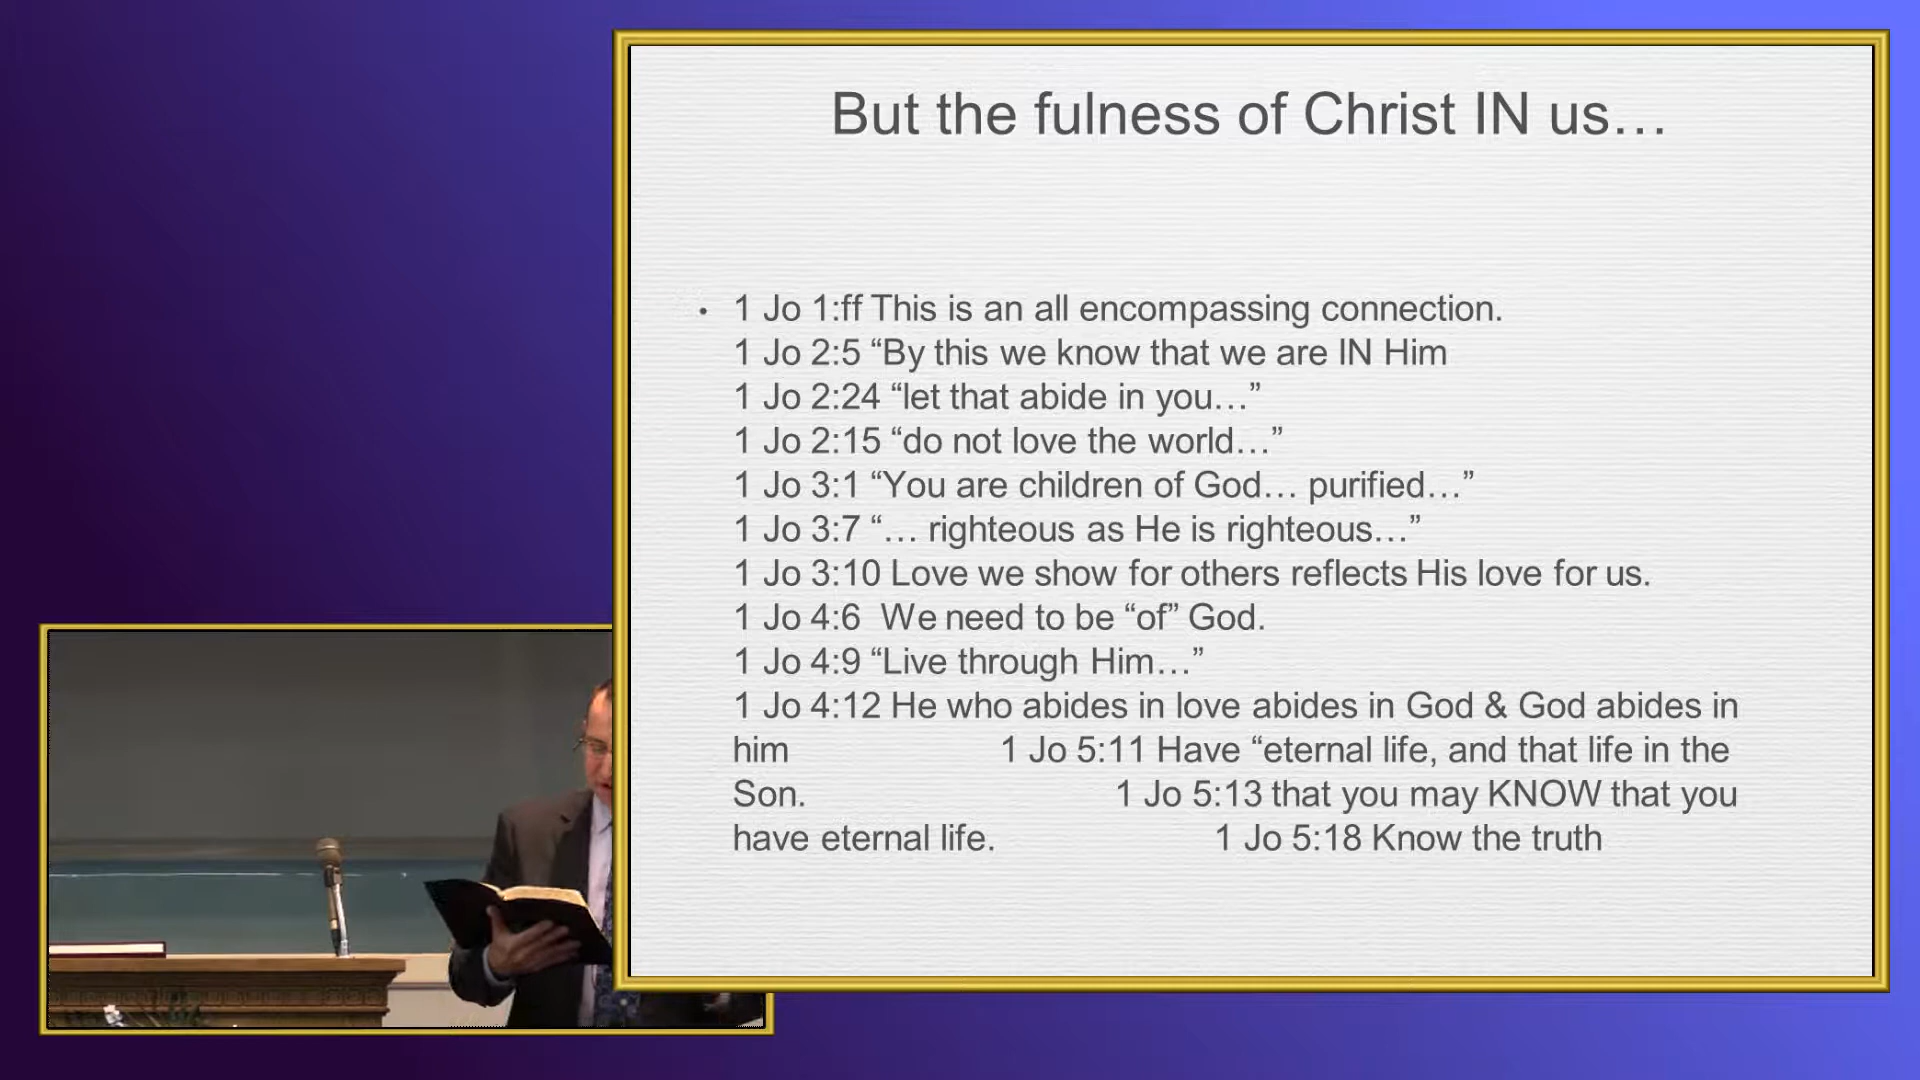 But the fulness of Christ IN us…
• 1 Jo 1:ff This is an all encompassing connection.
1 Jo 2:5 “By this we know that we are IN Him
1 Jo 2:24 “let that abide in you…”
1 Jo 2:15 “do not love the world…”
1 Jo 3:1 “You are children of God… purified…”
1 Jo 3:7 “… righteous as He is righteous…”
1 Jo 3:10 Love we show for others reflects His love for us.
1 Jo 4:6 We need to be “of” God.
1 Jo 4:9 “Live through Him…”
1 Jo 4:12 He who abides in love abides in God & God abides in
him 1 Jo 5:11 Have “eternal life, and that life in the
Son. 1 Jo 5:13 that you may KNOW that you
have eternal life. 1 Jo 5:18 Know the truth